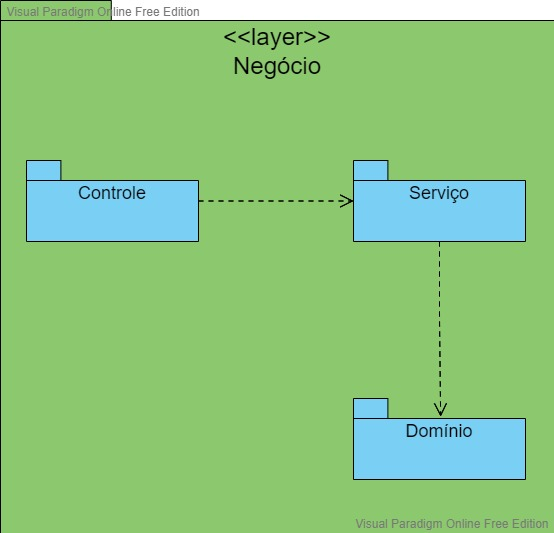 Visual Paradigm Online Free Edition
<<layer>>
Negócio
Controle
Serviço
Domínio
Visual Paradigm Online Free Edition